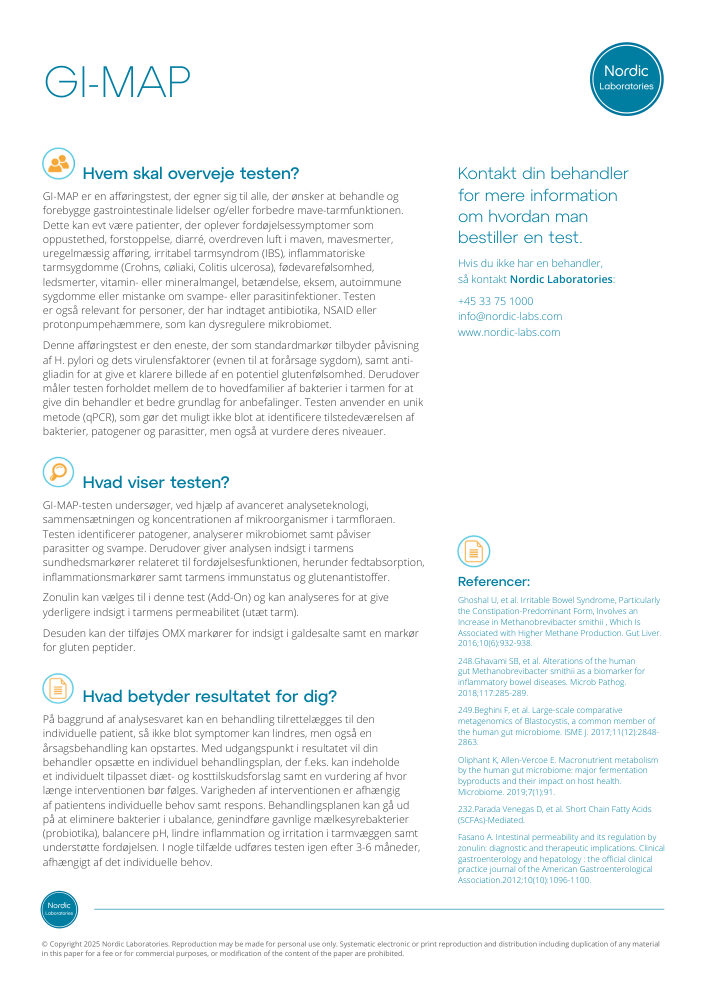 GI-MAP
Nordic
Laboratories
Hvem skal overveje testen?
GI-MAP er en afføringstest, der egner sig til alle, der ønsker at behandle og
forebygge gastrointestinale lidelser og/eller forbedre mave-tarmfunktionen.
Dette kan evt være patienter, der oplever fordøjelsessymptomer som
oppustethed, forstoppelse, diarré, overdreven luft i maven, mavesmerter,
uregelmæssig afføring, irritabel tarmsyndrom (IBS), inflammatoriske
tarmsygdomme (Crohns, cøliaki, Colitis ulcerosa), fødevarefølsomhed,
ledsmerter, vitamin- eller mineralmangel, betændelse, eksem, autoimmune
sygdomme eller mistanke om svampe- eller parasitinfektioner. Testen
er også relevant for personer, der har indtaget antibiotika, NSAID eller
protonpumpehæmmere, som kan dysregulere mikrobiomet.
Denne afføringstest er den eneste, der som standardmarkør tilbyder påvisning
af H. pylori og dets virulensfaktorer (evnen til at forårsage sygdom), samt anti-
gliadin for at give et klarere billede af en potentiel glutenfølsomhed. Derudover
måler testen forholdet mellem de to hovedfamilier af bakterier i tarmen for at
give din behandler et bedre grundlag for anbefalinger. Testen anvender en unik
metode (qPCR), som gør det muligt ikke blot at identificere tilstedeværelsen af
bakterier, patogener og parasitter, men også at vurdere deres niveauer.
Hvad viser testen?
GI-MAP-testen undersøger, ved hjælp af avanceret analyseteknologi,
sammensætningen og koncentrationen af mikroorganismer i tarmfloraen.
Testen identificerer patogener, analyserer mikrobiomet samt påviser
parasitter og svampe. Derudover giver analysen indsigt i tarmens
sundhedsmarkører relateret til fordøjelsesfunktionen, herunder fedtabsorption,
inflammationsmarkører samt tarmens immunstatus og glutenantistoffer.
Zonulin kan vælges til i denne test (Add-On) og kan analyseres for at give
yderligere indsigt i tarmens permeabilitet (utæt tarm).
Desuden kan der tilføjes OMX markører for indsigt i galdesalte samt en markør
for gluten peptider.
Hvad betyder resultatet for dig?
På baggrund af analysesvaret kan en behandling tilrettelægges til den
individuelle patient, så ikke blot symptomer kan lindres, men også en
årsagsbehandling kan opstartes. Med udgangspunkt i resultatet vil din
behandler opsætte en individuel behandlingsplan, der f.eks. kan indeholde
et individuelt tilpasset diæt- og kosttilskudsforslag samt en vurdering af hvor
længe interventionen bør følges. Varigheden af interventionen er afhængig
af patientens individuelle behov samt respons. Behandlingsplanen kan gå ud
på at eliminere bakterier i ubalance, genindføre gavnlige mælkesyrebakterier
(probiotika), balancere pH, lindre inflammation og irritation i tarmvæggen samt
understøtte fordøjelsen. I nogle tilfælde udføres testen igen efter 3-6 måneder,
afhængigt af det individuelle behov.
Kontakt din behandler
for mere information
om hvordan man
bestiller en test.
Hvis du ikke har en behandler,
så kontakt Nordic Laboratories:
+45 33 75 1000
info@nordic-labs.com
www.nordic-labs.com
Referencer:
Ghoshal U, et al. Irritable Bowel Syndrome, Particularly
the Constipation-Predominant Form, Involves an
Increase in Methanobrevibacter smithii , Which Is
Associated with Higher Methane Production. Gut Liver.
2016;10(6):932-938.
248.Ghavami SB, et al. Alterations of the human
gut Methanobrevibacter smithii as a biomarker for
inflammatory bowel diseases. Microb Pathog.
2018;117:285-289.
249.Beghini F, et al. Large-scale comparative
metagenomics of Blastocystis, a common member of
the human gut microbiome. ISME J. 2017;11(12):2848-
2863.
Oliphant K, Allen-Vercoe E. Macronutrient metabolism
by the human gut microbiome: major fermentation
byproducts and their impact on host health.
Microbiome. 2019;7(1):91.
232.Parada Venegas D, et al. Short Chain Fatty Acids
(SCFAs)-Mediated.
Fasano A. Intestinal permeability and its regulation by
zonulin: diagnostic and therapeutic implications. Clinical
gastroenterology and hepatology : the official clinical
practice journal of the American Gastroenterological
Association.2012;10(10):1096-1100.
Nordic
Laboratories
© Copyright 2025 Nordic Laboratories. Reproduction may be made for personal use only. Systematic electronic or print reproduction and distribution including duplication of any material
in this paper for a fee or for commercial purposes, or modification of the content of the paper are prohibited.